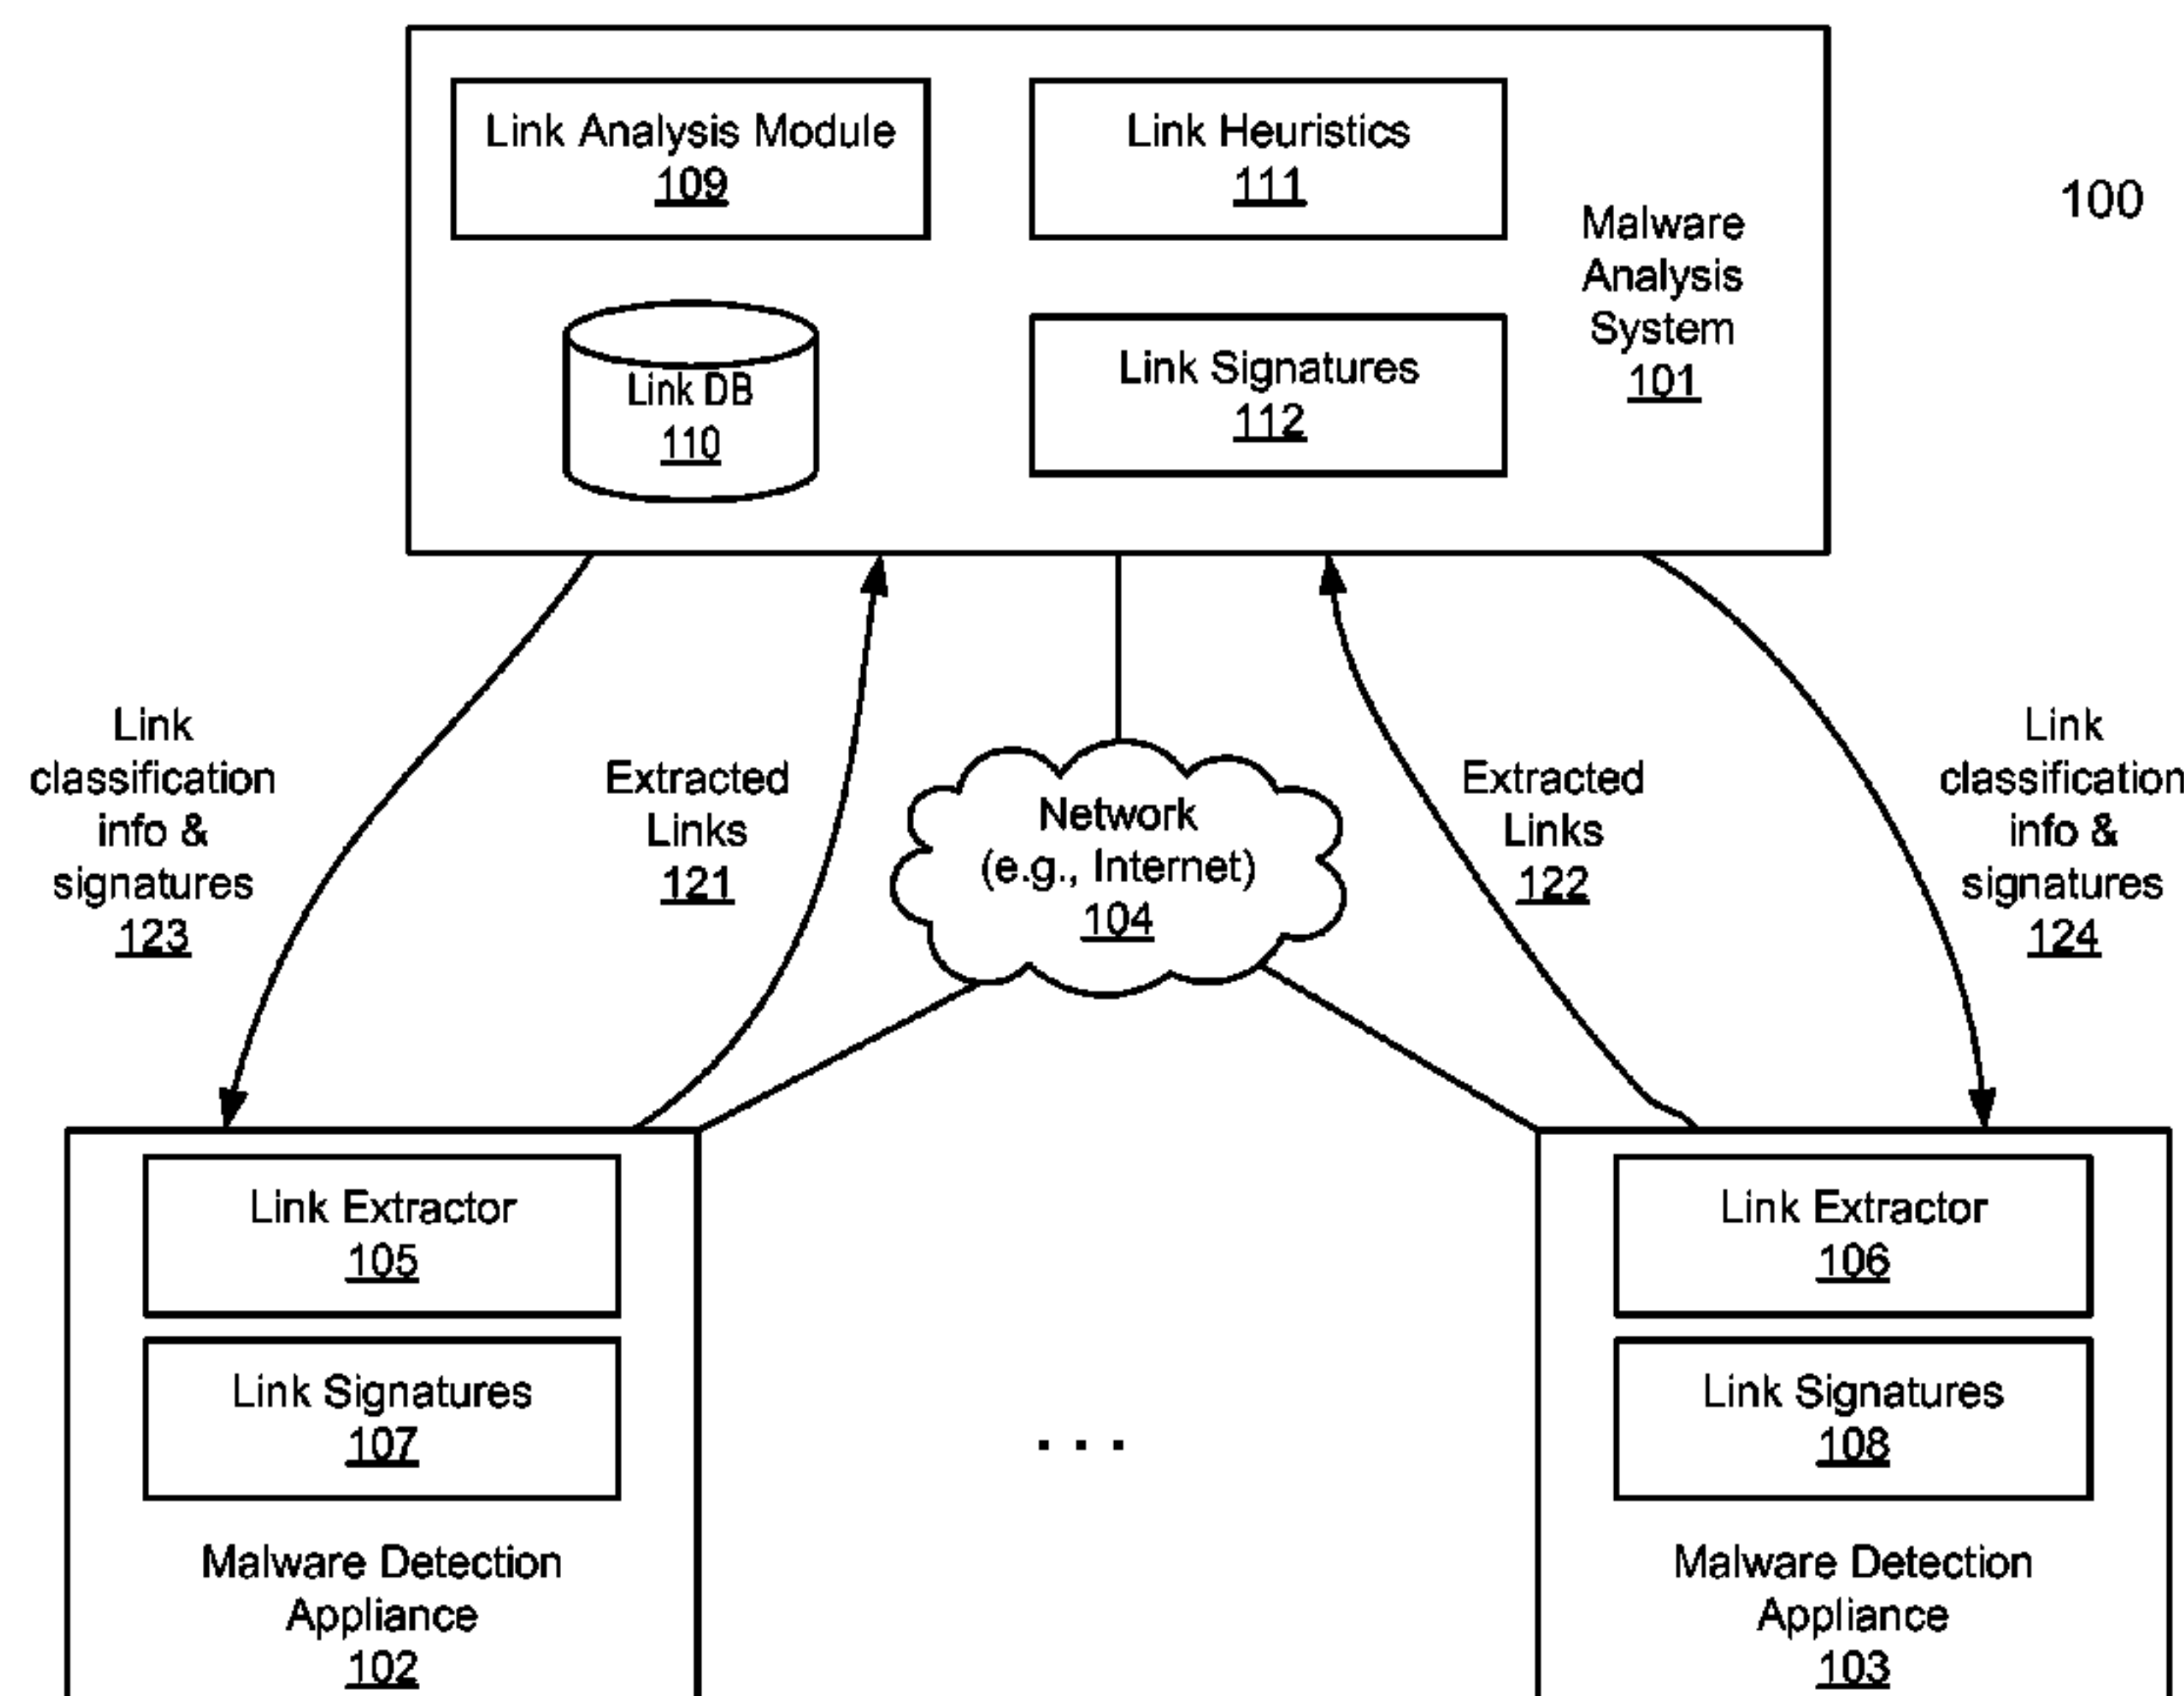 Link Analysis Module
109
Link Heuristics
111
Malware
Analysis
System
101
100
Link DB
110
Link Signatures
112
Link
classification
info &
signatures
123
Extracted
Links
121
Network
(e.g., Internet)
104
Extracted
Links
122
Link
classification
info &
signatures
124
Link Extractor
105
Link Signatures
107
Malware Detection
Appliance
102
. . .
Link Extractor
106
Link Signatures
108
Malware Detection
Appliance
103